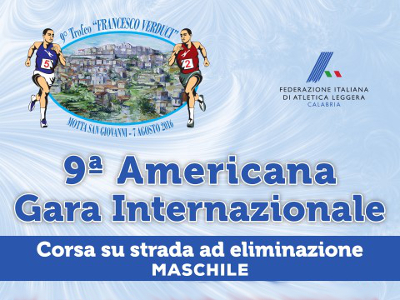 9° Trofeo "FRANCESCO VERDUCI"
5
72
MOTTA SAN GIOVANNI - 7 AGOSTO 2016
FEDERAZIONE ITALIANA
DI ATLETICA LEGGERA
CALABRIA
9ª Americana
Gara Internazionale
Corsa su strada ad eliminazione
MASCHILE